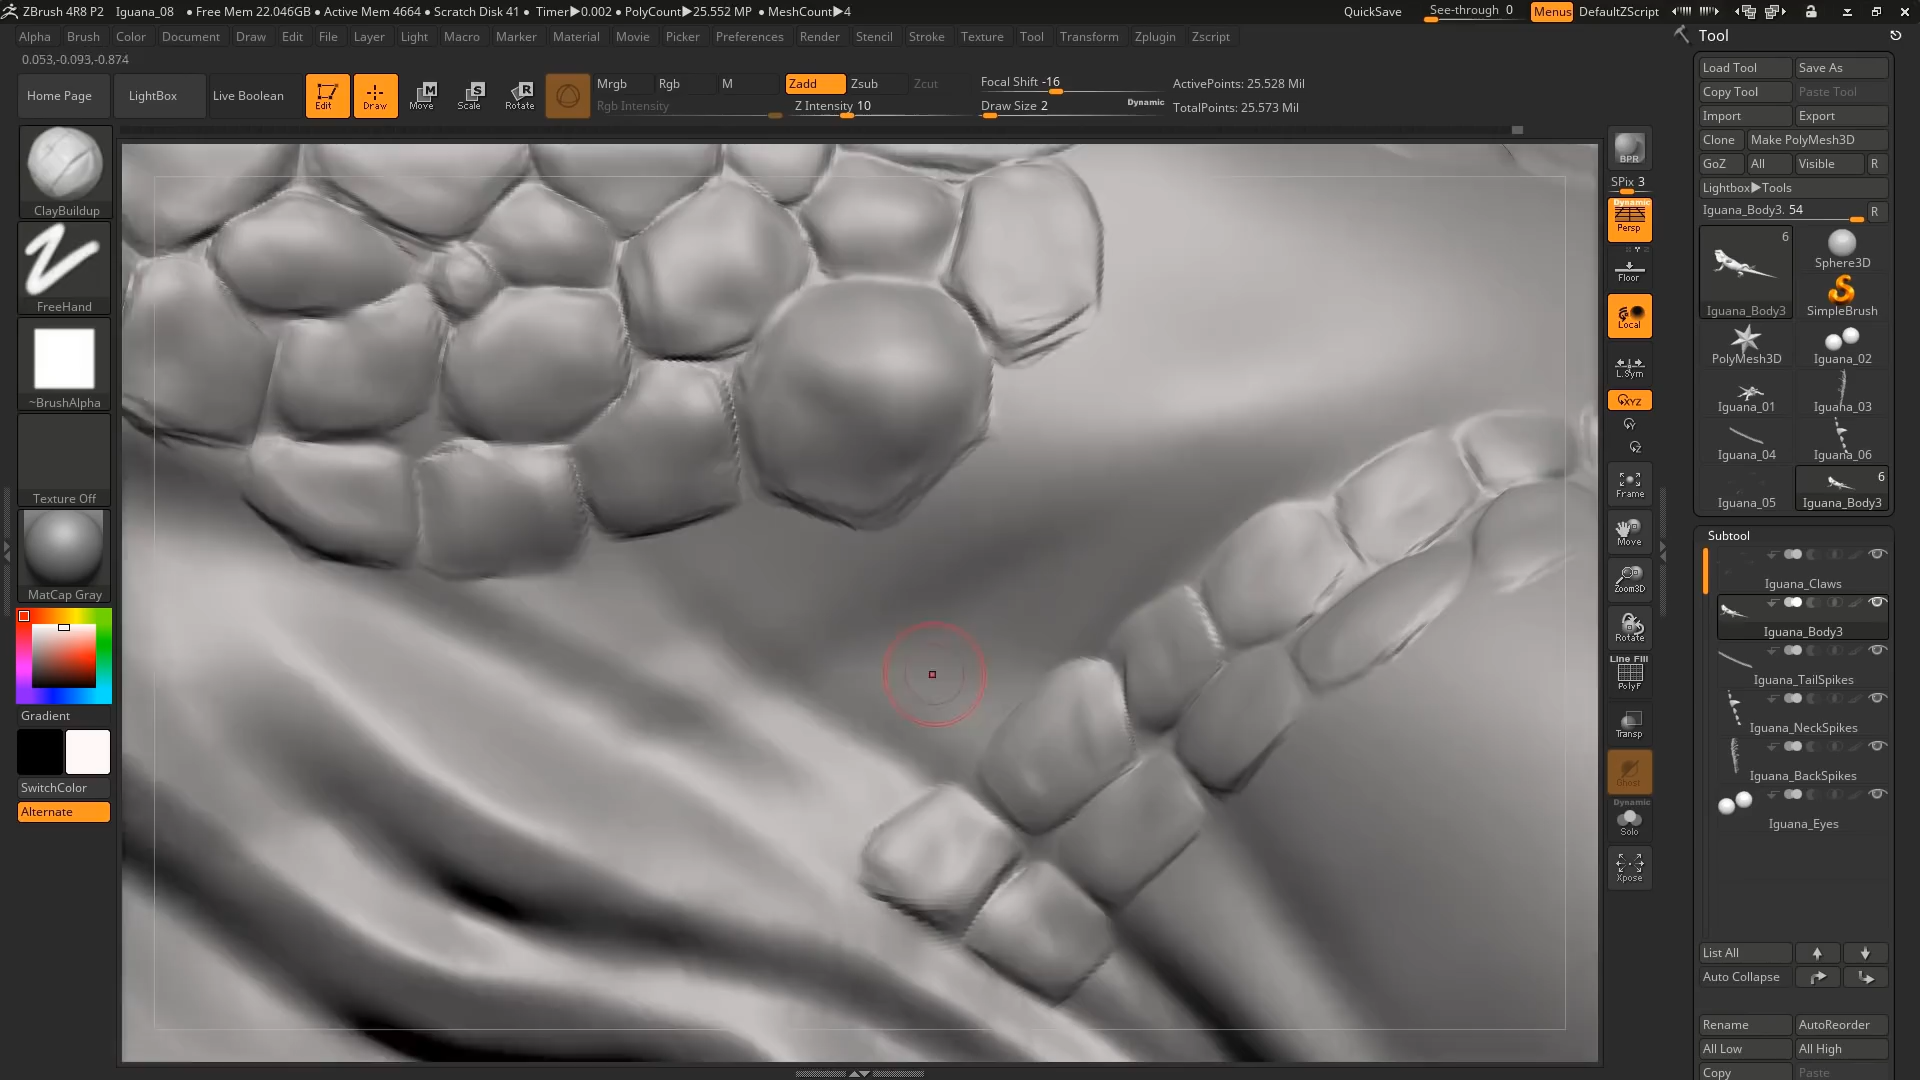 ZBrush 4R8 P2 Iguana_08 ● Free Mem 22.046GB ● Active Mem 4664 ● Scratch Disk 41 ● Timer▶0.002 ● PolyCount▶25.552 MP ● MeshCount▶4 QuickSave See-through 0 Menus DefaultZScript
Alpha Brush Color Document Draw Edit File Layer Light Macro Marker Material Movie Picker Preferences Render Stencil Stroke Texture Tool Transform Zplugin Zscript
Tool
0.053,-0.093,-0.874
Home Page LightBox Live Boolean Edit Draw Move Scale Rotate
M S R
Mrgb Rgb M Zadd Zsub Zcut Focal Shift -16 ActivePoints: 25.528 Mil
Rgb Intensity Z Intensity 10 Draw Size 2 Dynamic TotalPoints: 25.573 Mil
ClayBuildup
FreeHand
~BrushAlpha
Texture Off
MatCap Gray
Gradient
SwitchColor
Alternate
BPR
SPix 3
Dynamic
Persp
Floor
Local
L.Sym
XYZ
Y
Z
Frame
Move
Zoom3D
Rotate
Line Fill
PolyF
Transp
Ghost
Dynamic
Solo
Xpose
Load Tool Save As
Copy Tool Paste Tool
Import Export
Clone Make PolyMesh3D
GoZ All Visible R
Lightbox▶Tools
Iguana_Body3. 54 R
6
Iguana_Body3 Sphere3D
SimpleBrush
PolyMesh3D Iguana_02
Iguana_01 Iguana_03
Iguana_04 Iguana_06
6
Iguana_05 Iguana_Body3
Subtool
Iguana_Claws
Iguana_Body3
Iguana_TailSpikes
Iguana_NeckSpikes
Iguana_BackSpikes
Iguana_Eyes
List All
Auto Collapse
Rename AutoReorder
All Low All High
Copy Paste